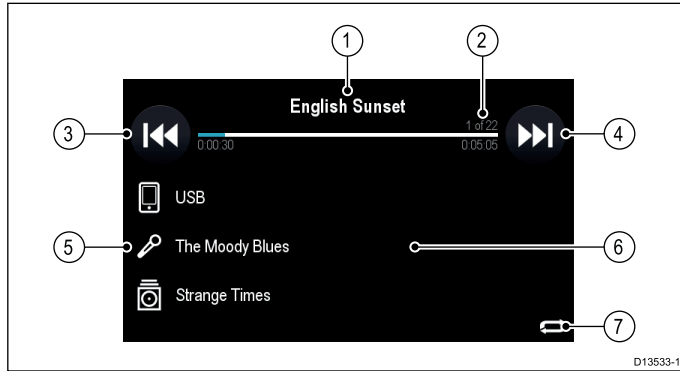 1
2
English Sunset
1 of 22
3
4
0:00:30
0:05:05
USB
5
The Moody Blues
6
Strange Times
7
D13533-1